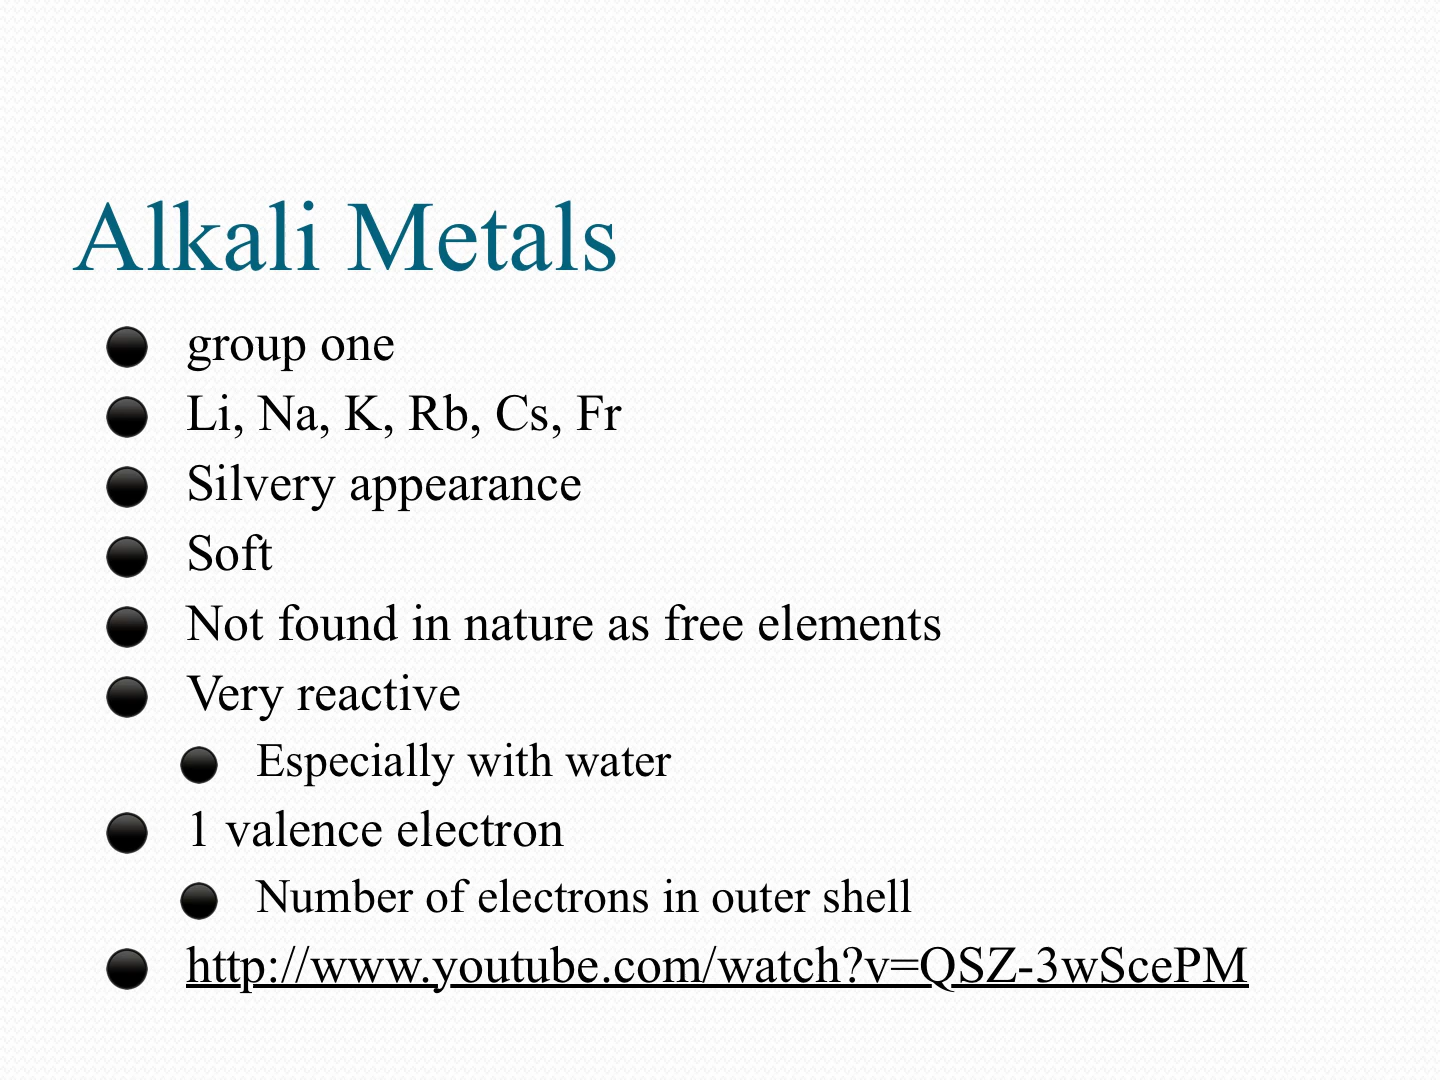 Alkali Metals
group one
Li, Na, K, Rb, Cs, Fr
Silvery appearance
Soft
Not found in nature as free elements
Very reactive
Especially with water
1 valence electron
Number of electrons in outer shell
http://www.youtube.com/watch?v=QSZ-3wScePM